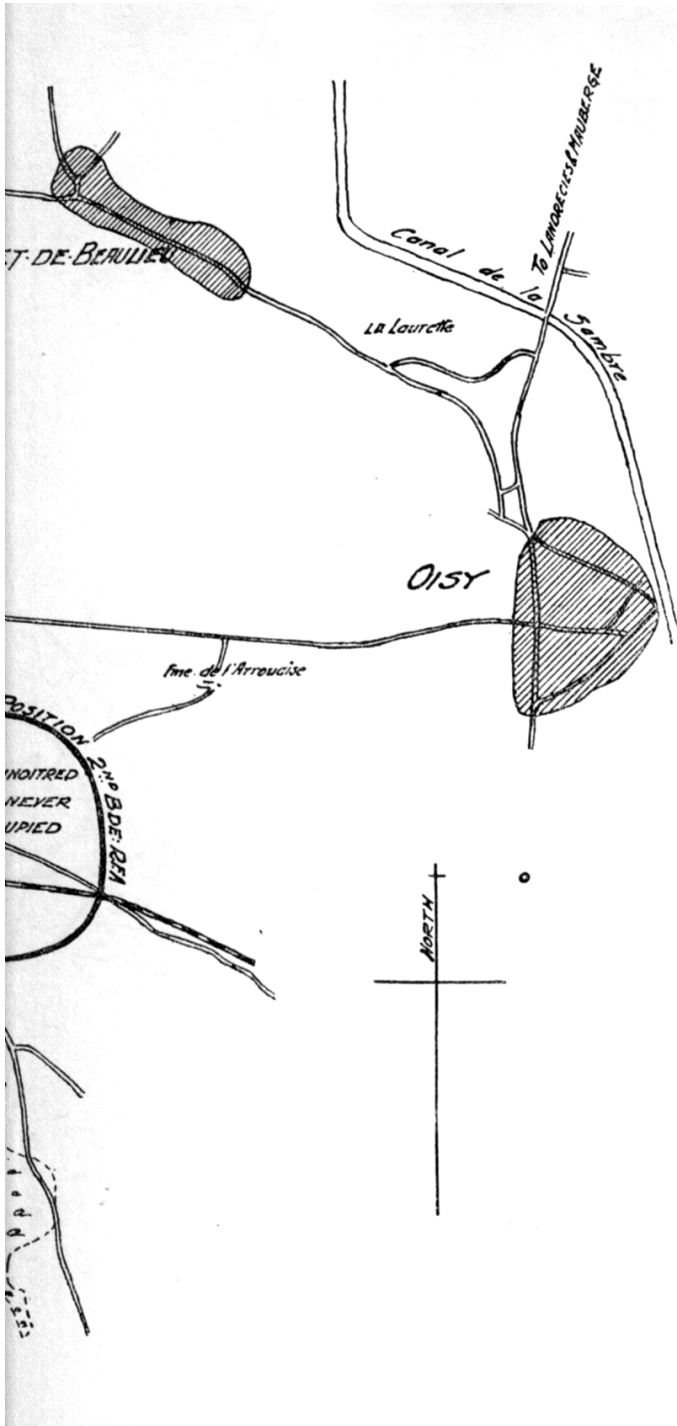 To LANDRECIES & MAUBERGE
Canal de la Sambre
ET-DE-BEAULIEU
La Laurette
OISY
Fme. de l'Arrouaise
POSITION 2ND BDE. RFA
NOITRED
NEVER
UPIED
NORTH